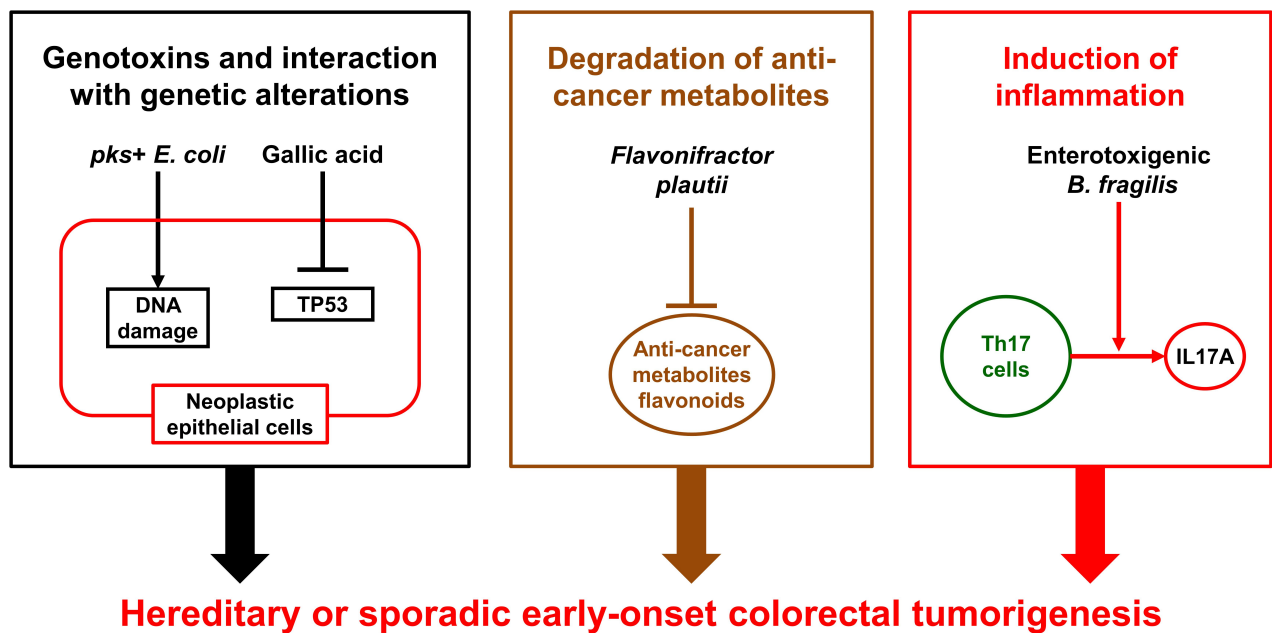 Genotoxins and interaction
with genetic alterations
pks+ E. coli
Gallic acid
DNA
damage
TP53
Neoplastic
epithelial cells
Degradation of anti-
cancer metabolites
Flavonifractor
plautii
Anti-cancer
metabolites
flavonoids
Induction of
inflammation
Enterotoxigenic
B. fragilis
Th17
cells
IL17A
Hereditary or sporadic early-onset colorectal tumorigenesis